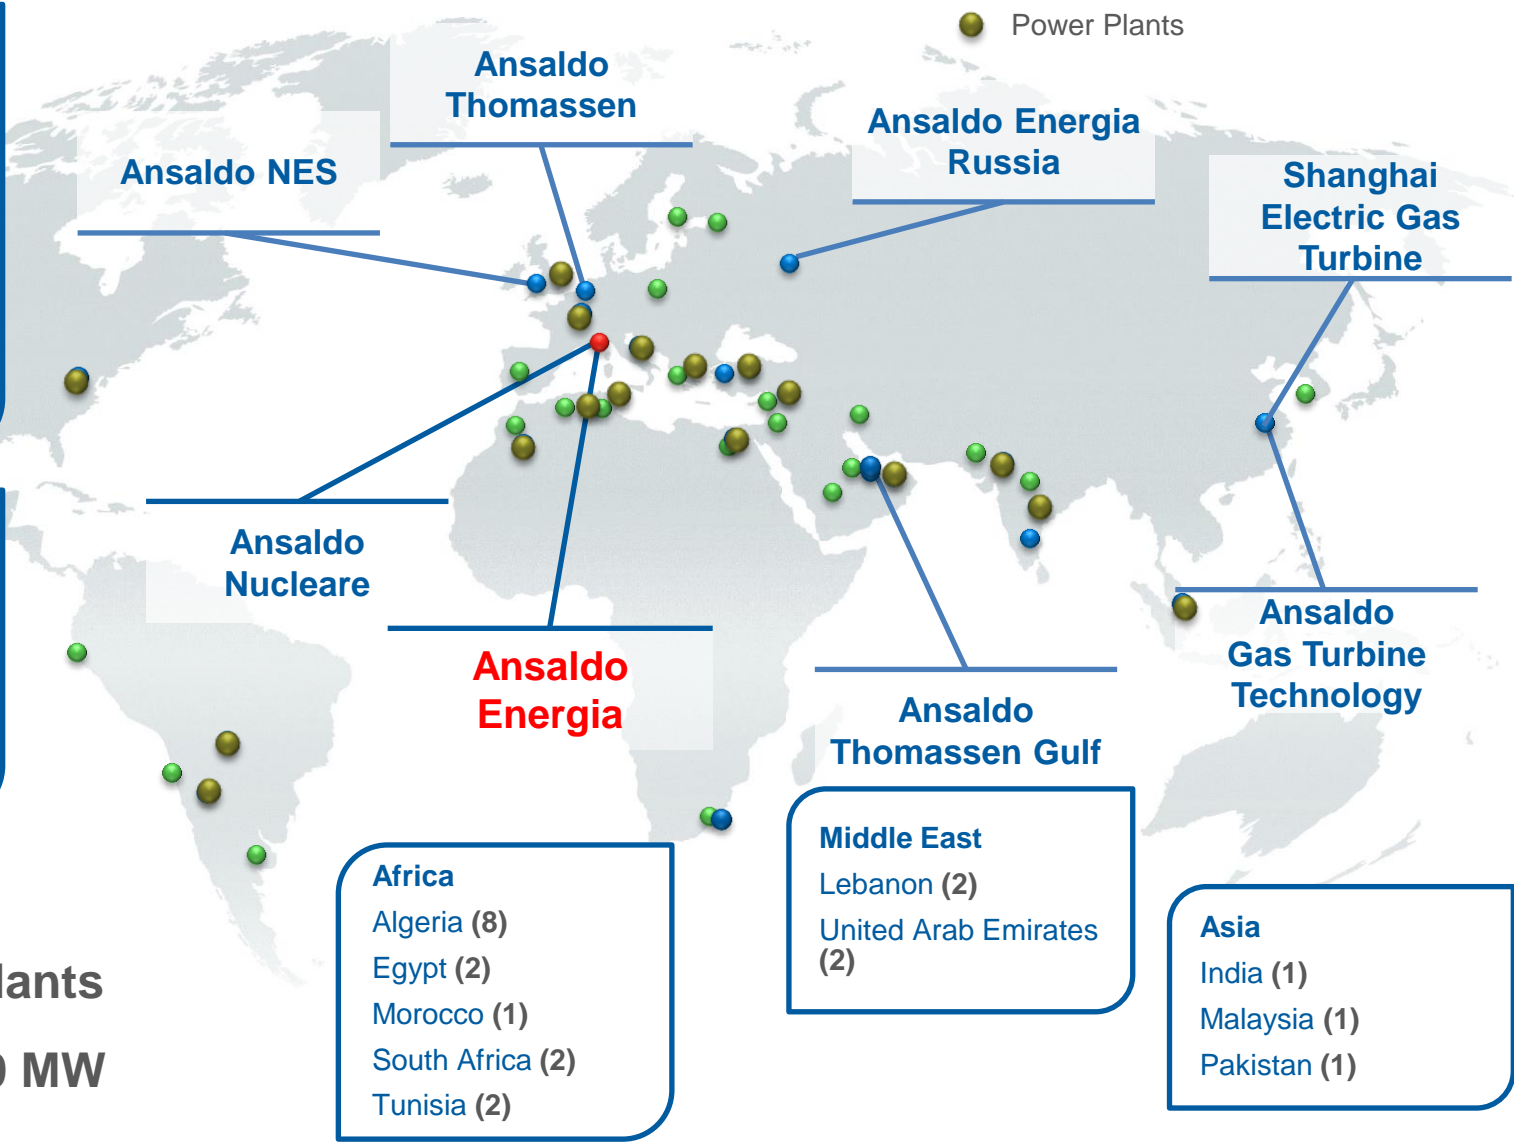 Power Plants
Ansaldo
Thomassen
Ansaldo Energia
Russia
Ansaldo NES
Shanghai
Electric Gas
Turbine
Ansaldo
Nucleare
Ansaldo
Energia
Ansaldo
Thomassen Gulf
Ansaldo
Gas Turbine
Technology
Africa
Algeria (8)
Egypt (2)
Morocco (1)
South Africa (2)
Tunisia (2)
Middle East
Lebanon (2)
United Arab Emirates
(2)
Asia
India (1)
Malaysia (1)
Pakistan (1)
MW